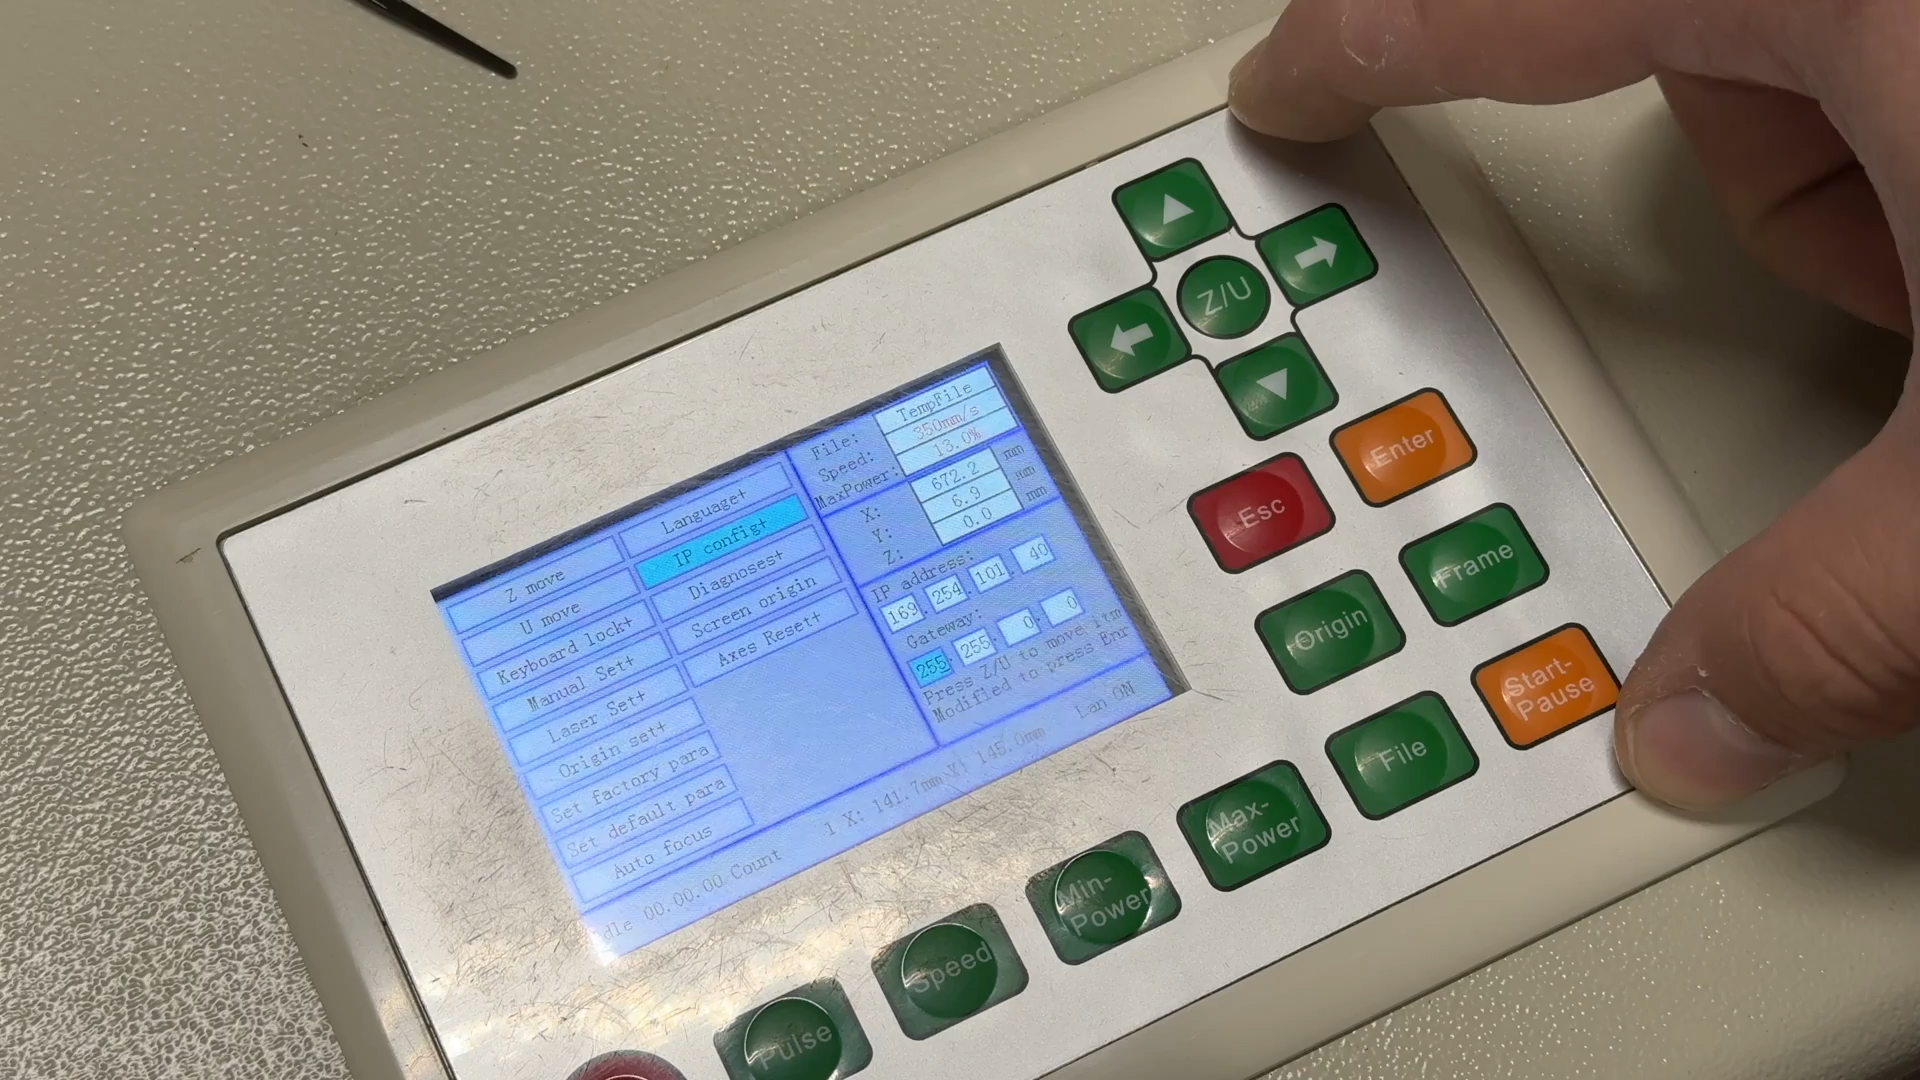 Z move
U move
Keyboard lock+
Manual Set+
Laser Set+
Origin set+
Set factory para
Set default para
Auto focus
Language+
IP config+
Diagnoses+
Screen origin
Axes Reset+
File: TempFile
Speed: 350mm/s
MaxPower: 13.0%
X: 672.2 mm
Y: 6.9 mm
Z: 0.0 mm
IP address:
169. 254. 101. 40
Gateway:
255. 255. 0. 0
Press Z/U to move itm
Modified to press Enr
dle 00.00.00 Count 1 X: 141.7mm Y: 145.0mm Lan ON
Z/U
Enter
Esc
Frame
Origin
Start-
Pause
File
Max-
Power
Min-
Power
Speed
Pulse